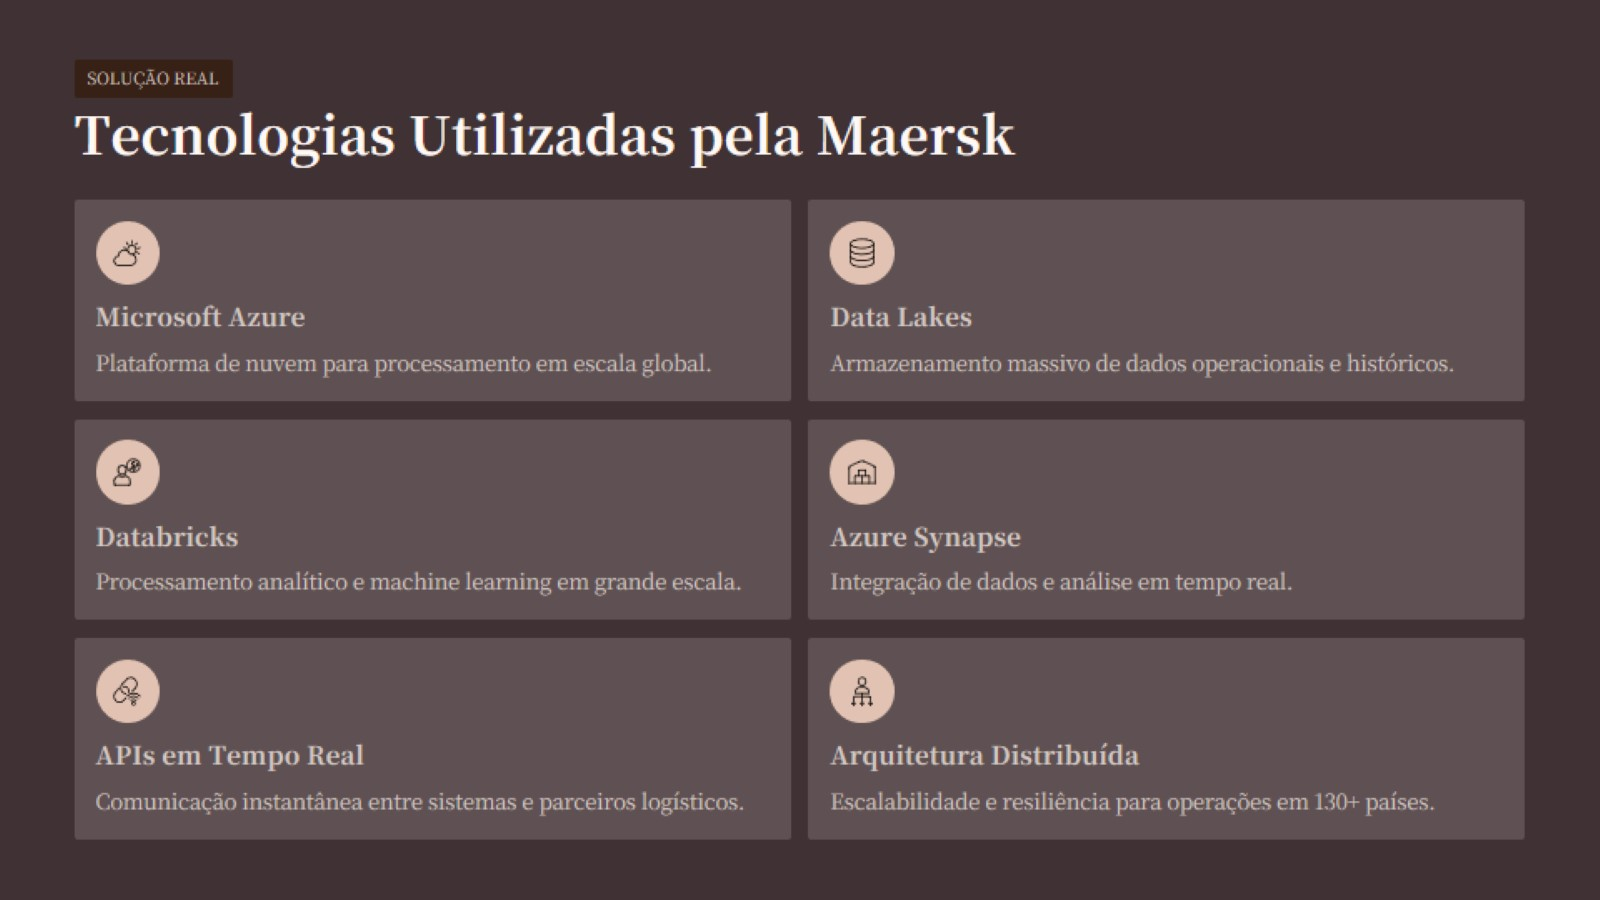 SOLUÇÃO REAL
Tecnologias Utilizadas pela Maersk
Microsoft Azure
Plataforma de nuvem para processamento em escala global.
Data Lakes
Armazenamento massivo de dados operacionais e históricos.
Databricks
Processamento analítico e machine learning em grande escala.
Azure Synapse
Integração de dados e análise em tempo real.
APIs em Tempo Real
Comunicação instantânea entre sistemas e parceiros logísticos.
Arquitetura Distribuída
Escalabilidade e resiliência para operações em 130+ países.